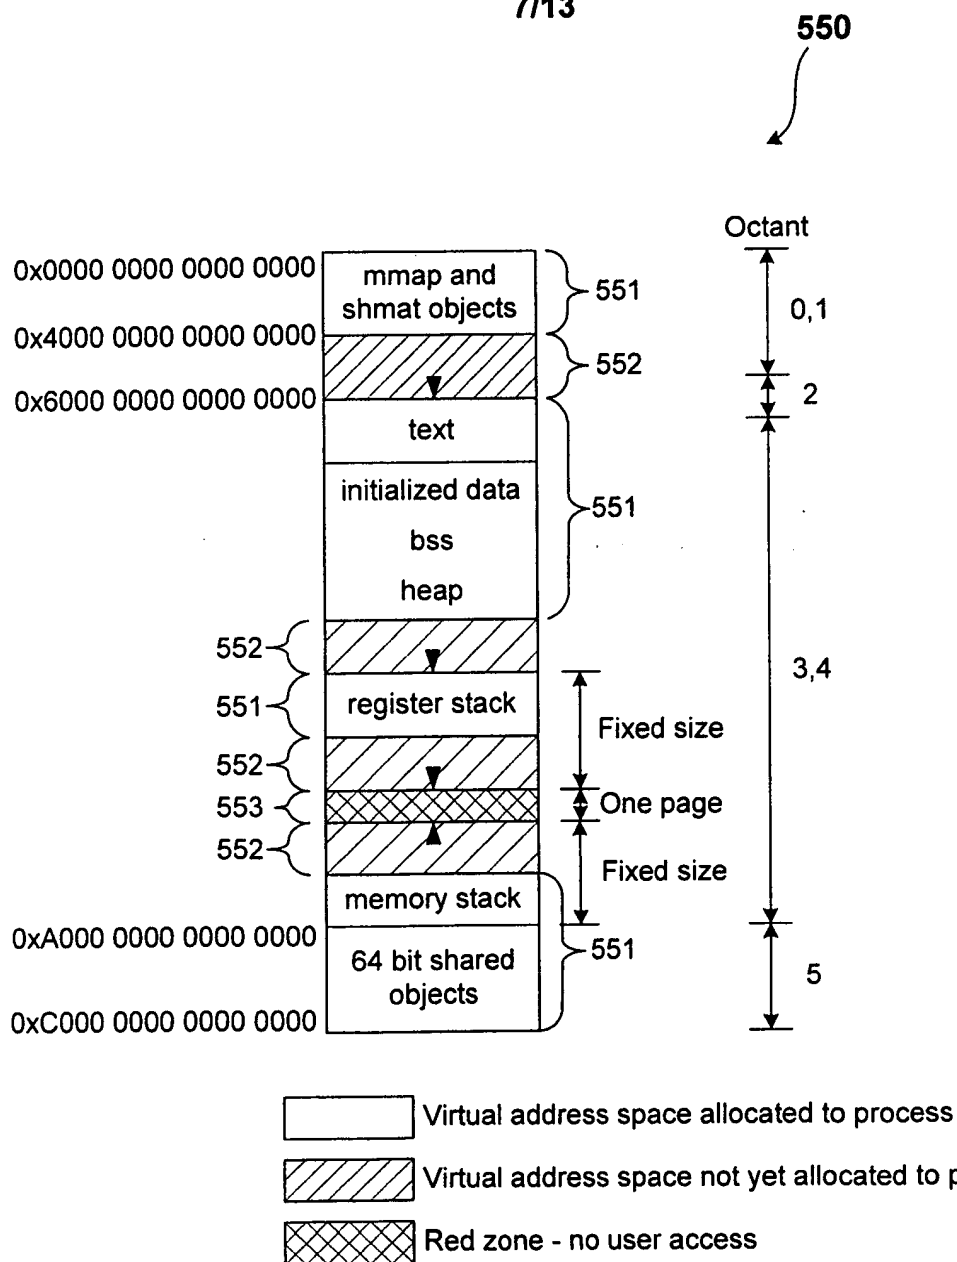 7/13
550
Octant
0x0000 0000 0000 0000
mmap and
shmat objects
551
0,1
0x4000 0000 0000 0000
552
2
0x6000 0000 0000 0000
text
initialized data
bss
heap
551
552
3,4
551
register stack
Fixed size
552
553
One page
552
Fixed size
memory stack
0xA000 0000 0000 0000
551
64 bit shared
objects
5
0xC000 0000 0000 0000
Virtual address space allocated to process
Virtual address space not yet allocated to
Red zone - no user access